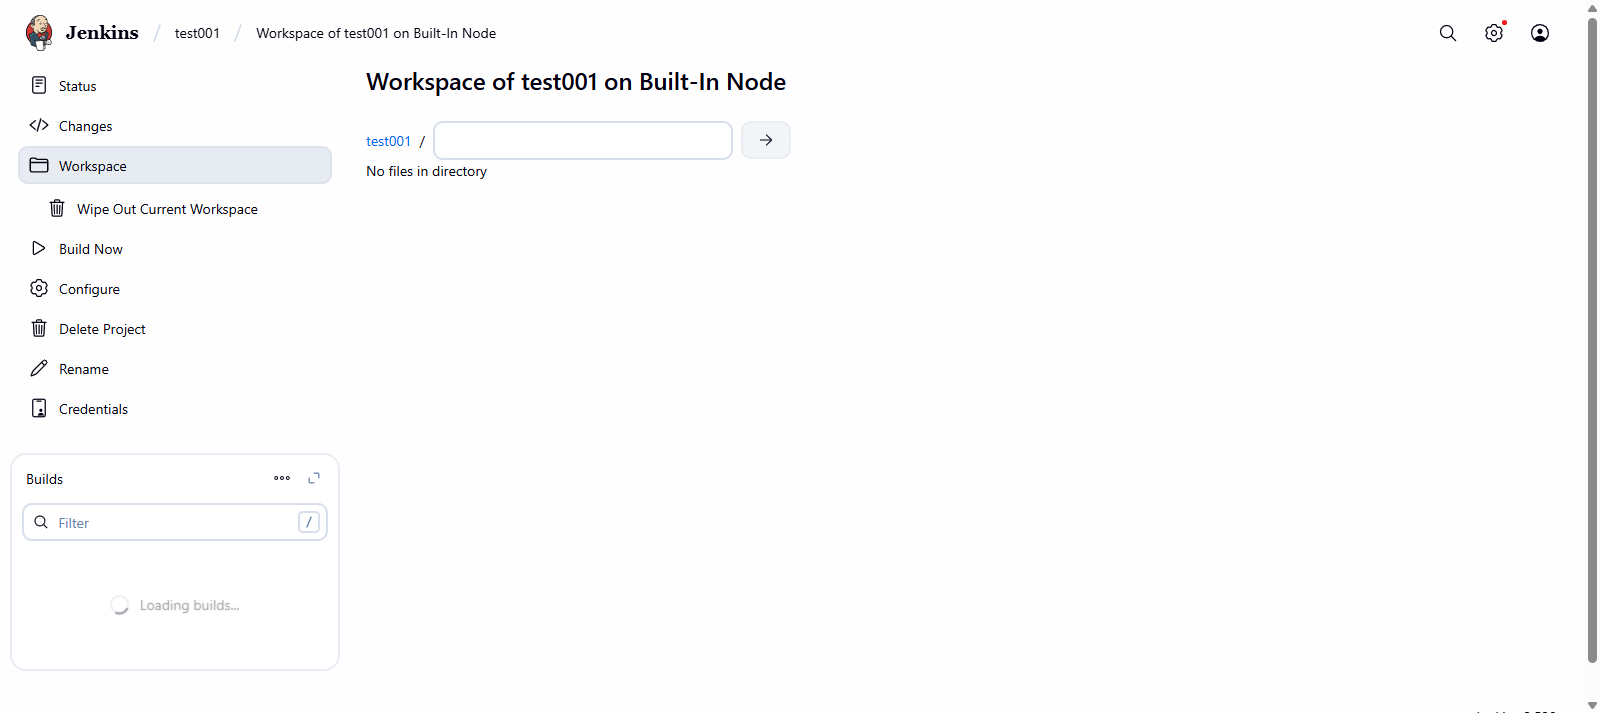 Jenkins / test001 / Workspace of test001 on Built-In Node
Status
Changes
Workspace
Wipe Out Current Workspace
Build Now
Configure
Delete Project
Rename
Credentials
Builds
Filter /
Loading builds...
Workspace of test001 on Built-In Node
test001 /
No files in directory